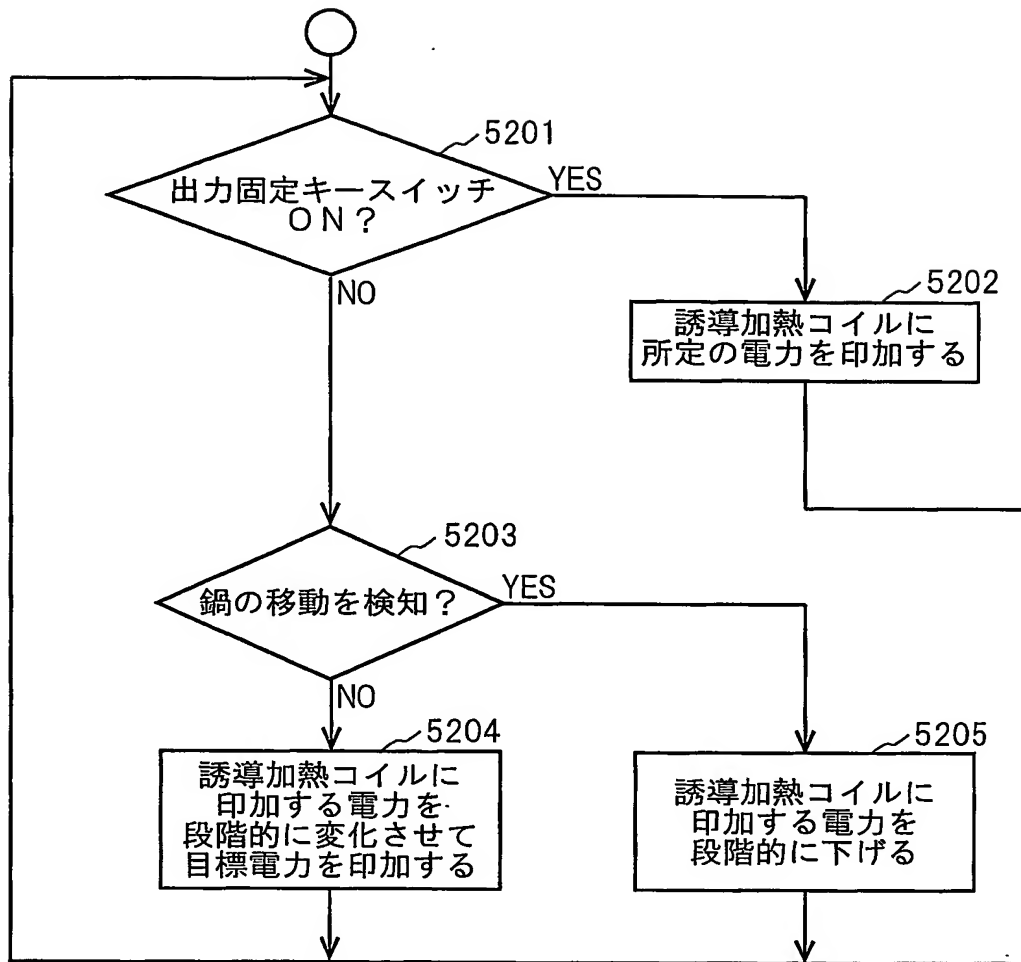 5201
出力固定キースイッチ
ON?
YES
NO
5202
誘導加熱コイルに
所定の電力を印加する
5203
鍋の移動を検知?
YES
NO
5204
誘導加熱コイルに
印加する電力を
段階的に変化させて
目標電力を印加する
5205
誘導加熱コイルに
印加する電力を
段階的に下げる